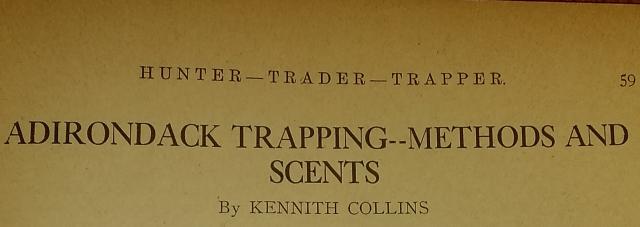 HUNTER—TRADER—TRAPPER. 59
ADIRONDACK TRAPPING--METHODS AND
SCENTS
By KENNITH COLLINS